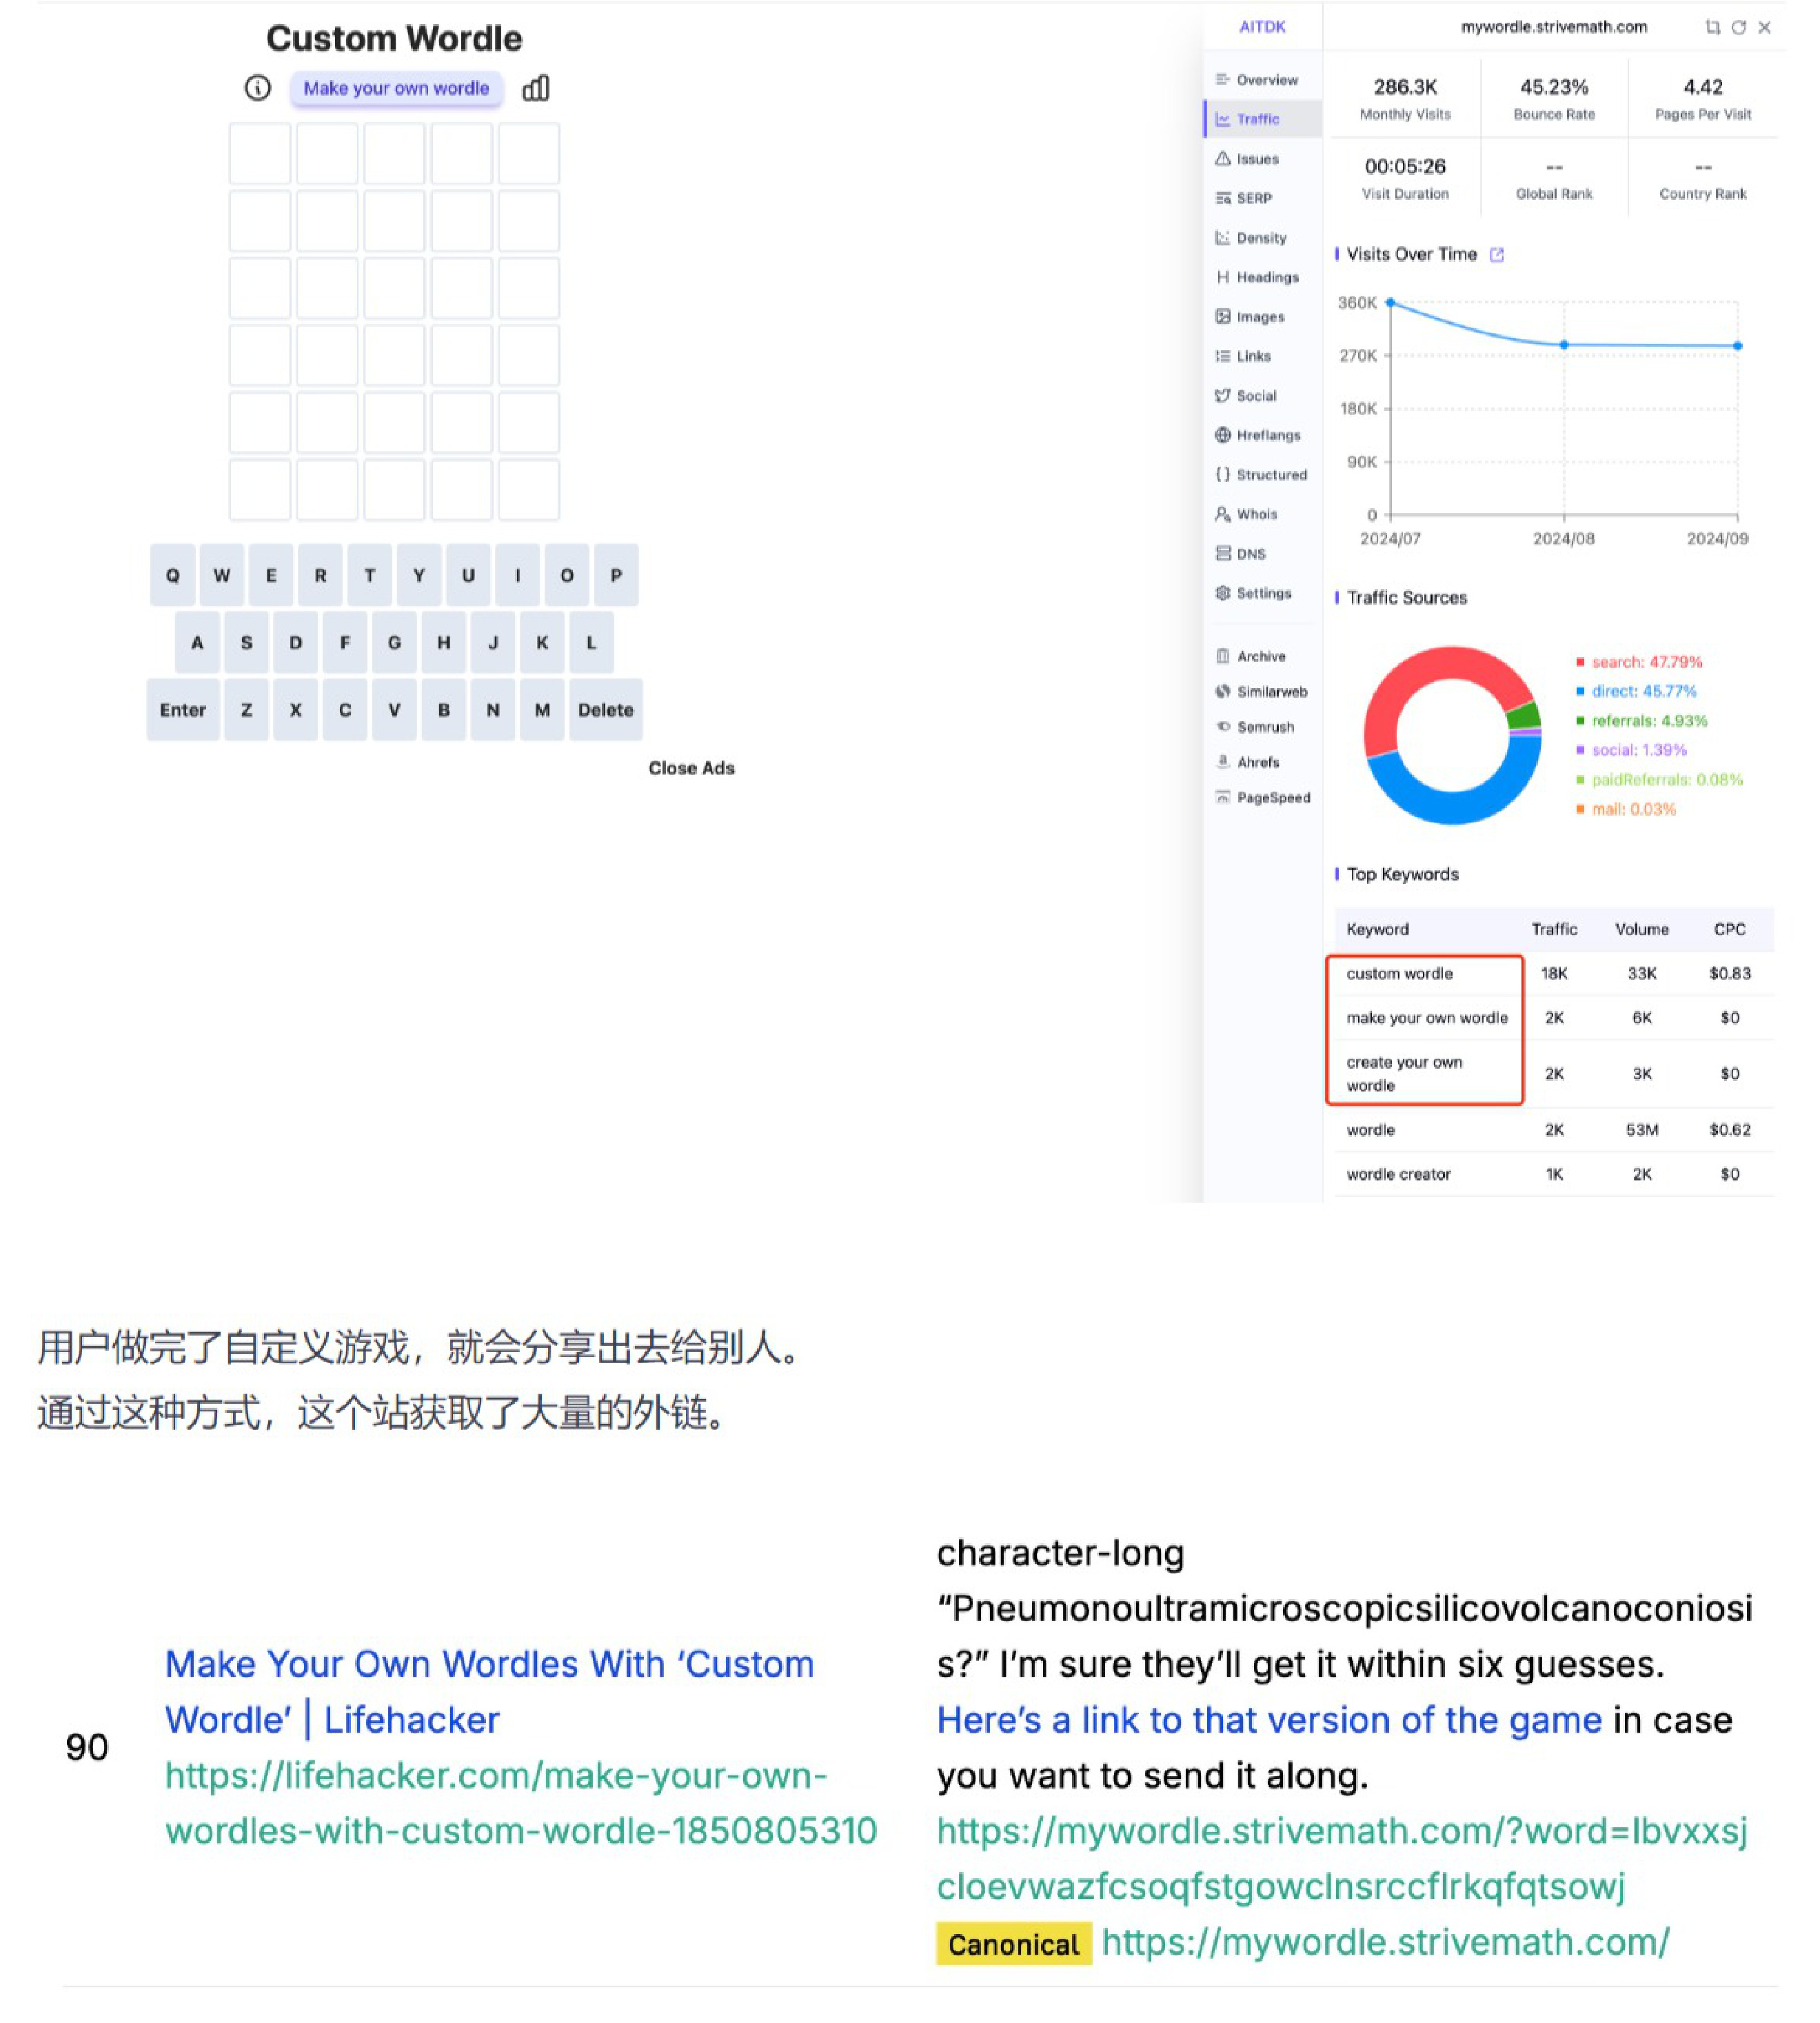 Custom Wordle
Make your own wordle
Q W E R T Y U I O P
A S D F G H J K L
Enter Z X C V B N M Delete
Close Ads
AITDK
mywordle.strivemath.com
Overview
Traffic
Issues
SERP
Density
Headings
Images
Links
Social
Hreflangs
Structured
Whois
DNS
Settings
Archive
Similarweb
Semrush
Ahrefs
PageSpeed
286.3K 45.23% 4.42
Monthly Visits Bounce Rate Pages Per Visit
00:05:26 -- --
Visit Duration Global Rank Country Rank
Visits Over Time
360K
270K
180K
90K
0
2024/07 2024/08 2024/09
Traffic Sources
search: 47.79%
direct: 45.77%
referrals: 4.93%
social: 1.39%
paidReferrals: 0.08%
mail: 0.03%
Top Keywords
Keyword Traffic Volume CPC
custom wordle 18K 33K $0.83
make your own wordle 2K 6K $0
create your own
wordle 2K 3K $0
wordle 2K 53M $0.62
wordle creator 1K 2K $0
用户做完了自定义游戏，就会分享出去给别人。
通过这种方式，这个站获取了大量的外链。
90
Make Your Own Wordles With ‘Custom
Wordle’ | Lifehacker
https://lifehacker.com/make-your-own-
wordles-with-custom-wordle-1850805310
character-long
“Pneumonoultramicroscopicsilicovolcanoconiosi
s?” I’m sure they’ll get it within six guesses.
Here’s a link to that version of the game in case
you want to send it along.
https://mywordle.strivemath.com/?word=lbvxxsj
cloevwazfcsoqfstgowclnsrccflrkqfqtsowj
Canonical https://mywordle.strivemath.com/